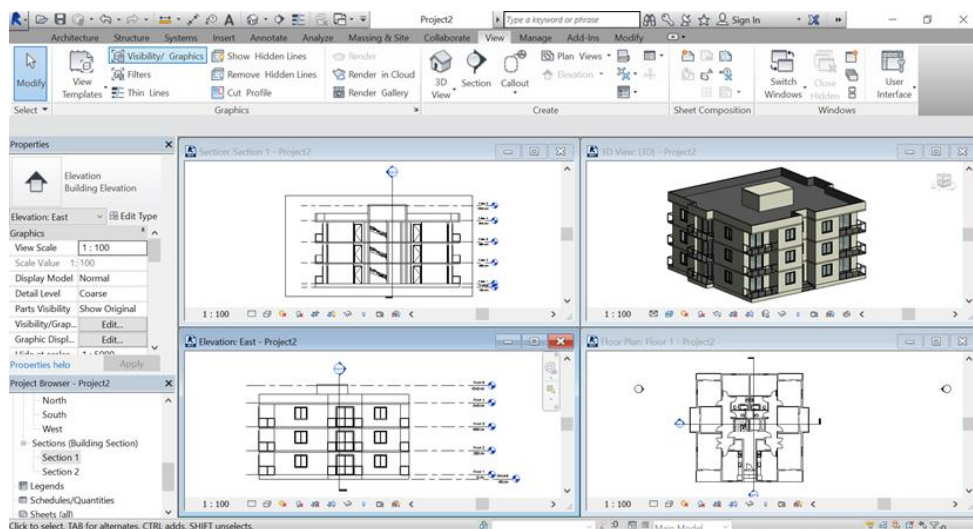 Project2
Type a keyword or phrase
Sign In
Architecture Structure Systems Insert Annotate Analyze Massing & Site Collaborate View Manage Add-Ins Modify
Modify
View Templates
Visibility/ Graphics
Filters
Thin Lines
Show Hidden Lines
Remove Hidden Lines
Cut Profile
Render
Render in Cloud
Render Gallery
3D View
Section
Callout
Plan Views
Elevation
Switch Windows
Close Hidden
User Interface
Select
Graphics
Create
Sheet Composition
Windows
Properties
Elevation
Building Elevation
Elevation: East
Edit Type
Graphics
View Scale 1 : 100
Scale Value 1: 100
Display Model Normal
Detail Level Coarse
Parts Visibility Show Original
Visibility/Grap... Edit...
Graphic Displ... Edit...
Properties help
Apply
Project Browser - Project2
North
South
West
Sections (Building Section)
Section 1
Section 2
Legends
Schedules/Quantities
Sheets (all)
Section: Section 1 - Project2
1 : 100
3D View: {3D} - Project2
1 : 100
Elevation: East - Project2
1 : 100
Floor Plan: Floor 1 - Project2
1 : 100
Click to select, TAB for alternates, CTRL adds, SHIFT unselects.
:0
Main Model